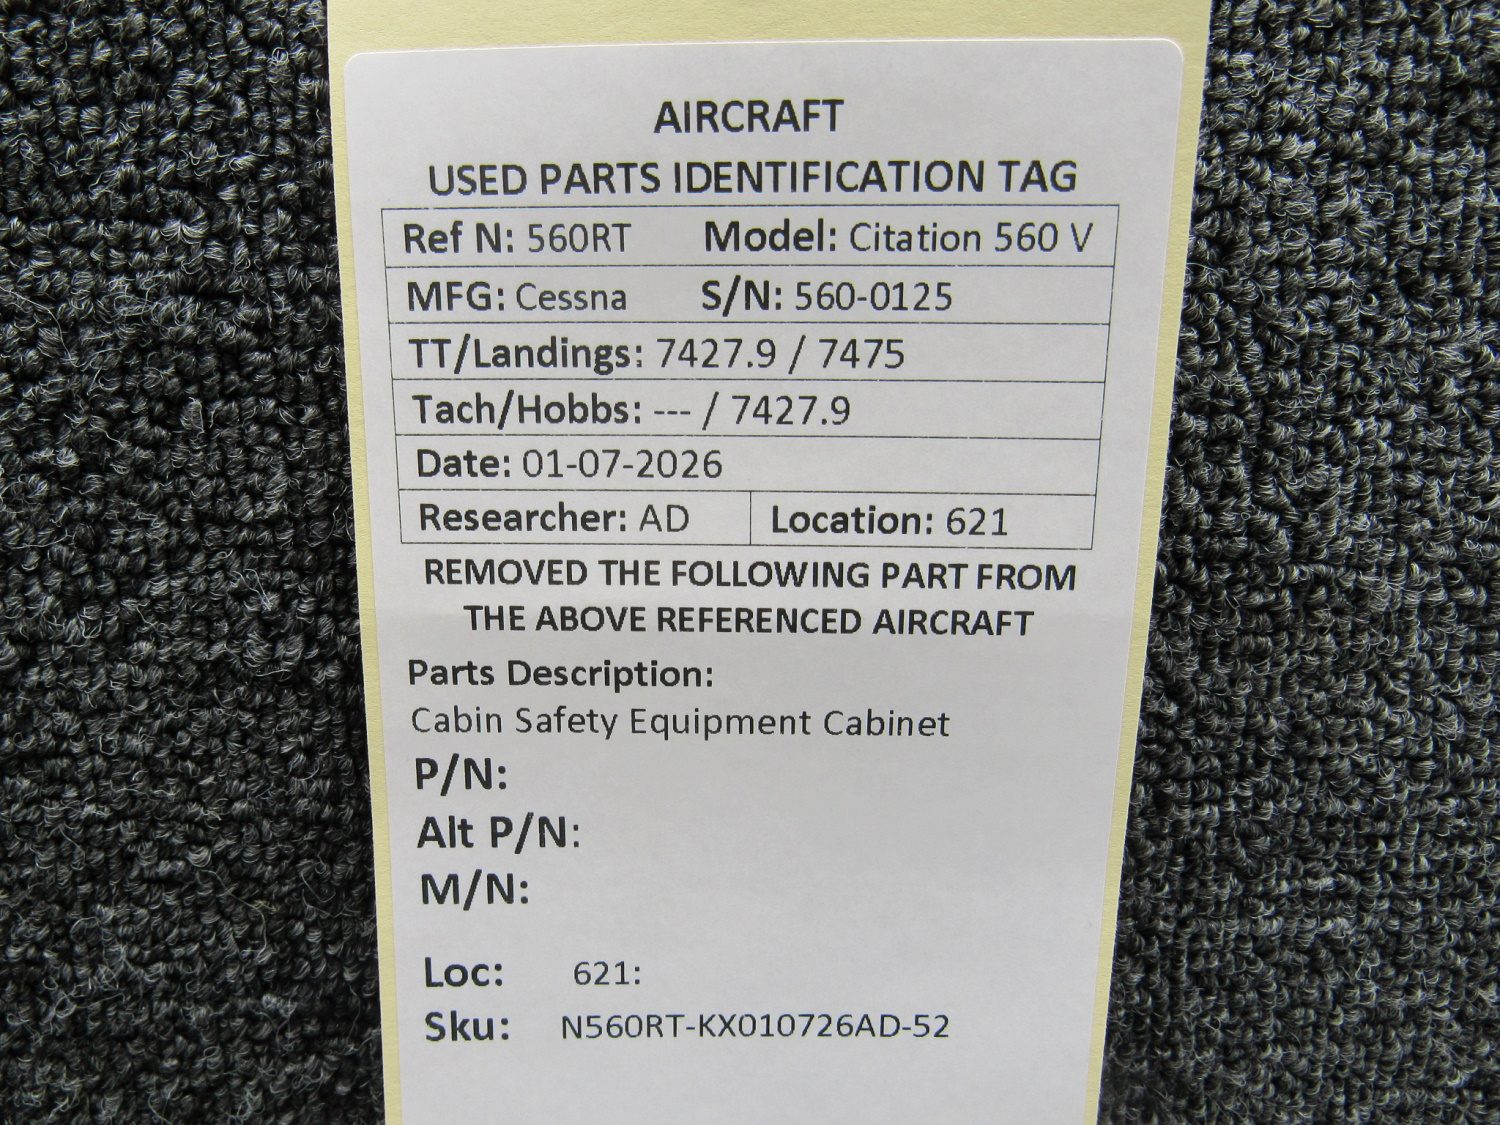 AIRCRAFT
USED PARTS IDENTIFICATION TAG
Ref N: 560RT Model: Citation 560 V
MFG: Cessna S/N: 560-0125
TT/Landings: 7427.9 / 7475
Tach/Hobbs: --- / 7427.9
Date: 01-07-2026
Researcher: AD Location: 621
REMOVED THE FOLLOWING PART FROM
THE ABOVE REFERENCED AIRCRAFT
Parts Description:
Cabin Safety Equipment Cabinet
P/N:
Alt P/N:
M/N:
Loc: 621:
Sku: N560RT-KX010726AD-52